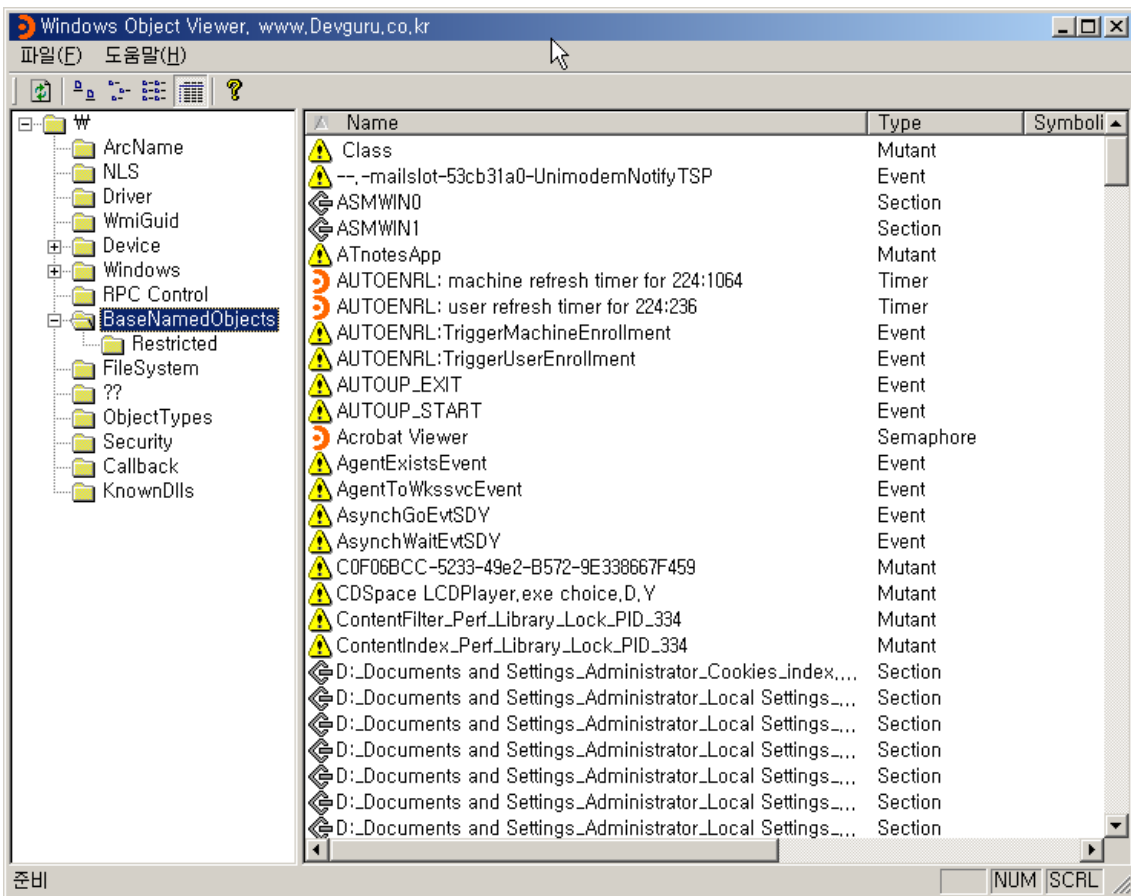 Windows Object Viewer, www.Devguru.co.kr
파일(F) 도움말(H)
₩
ArcName
NLS
Driver
WmiGuid
Device
Windows
RPC Control
BaseNamedObjects
Restricted
FileSystem
??
ObjectTypes
Security
Callback
KnownDlls
Name Type Symboli
Class Mutant
--.-mailslot-53cb31a0-UnimodemNotifyTSP Event
ASMWIN0 Section
ASMWIN1 Section
ATnotesApp Mutant
AUTOENRL: machine refresh timer for 224:1064 Timer
AUTOENRL: user refresh timer for 224:236 Timer
AUTOENRL:TriggerMachineEnrollment Event
AUTOENRL:TriggerUserEnrollment Event
AUTOUP_EXIT Event
AUTOUP_START Event
Acrobat Viewer Semaphore
AgentExistsEvent Event
AgentToWkssvcEvent Event
AsynchGoEvtSDY Event
AsynchWaitEvtSDY Event
C0F06BCC-5233-49e2-B572-9E338667F459 Mutant
CDSpace LCDPlayer.exe choice.D.Y Mutant
ContentFilter_Perf_Library_Lock_PID_334 Mutant
ContentIndex_Perf_Library_Lock_PID_334 Mutant
D:_Documents and Settings_Administrator_Cookies_index.... Section
D:_Documents and Settings_Administrator_Local Settings_... Section
D:_Documents and Settings_Administrator_Local Settings_... Section
D:_Documents and Settings_Administrator_Local Settings_... Section
D:_Documents and Settings_Administrator_Local Settings_... Section
D:_Documents and Settings_Administrator_Local Settings_... Section
D:_Documents and Settings_Administrator_Local Settings_... Section
준비 NUM SCRL